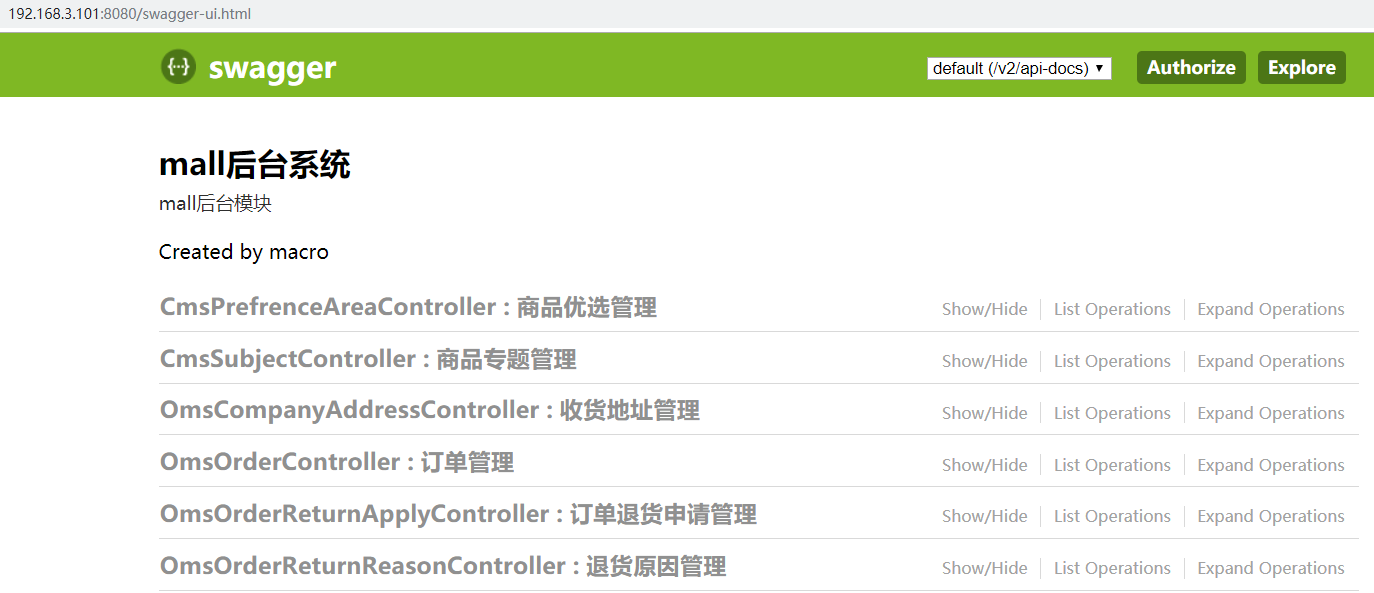 192.168.3.101:8080/swagger-ui.html
{···} swagger default (/v2/api-docs) ▼ Authorize Explore
mall后台系统
mall后台模块
Created by macro
CmsPrefrenceAreaController : 商品优选管理 Show/Hide List Operations Expand Operations
CmsSubjectController : 商品专题管理 Show/Hide List Operations Expand Operations
OmsCompanyAddressController : 收货地址管理 Show/Hide List Operations Expand Operations
OmsOrderController : 订单管理 Show/Hide List Operations Expand Operations
OmsOrderReturnApplyController : 订单退货申请管理 Show/Hide List Operations Expand Operations
OmsOrderReturnReasonController : 退货原因管理 Show/Hide List Operations Expand Operations